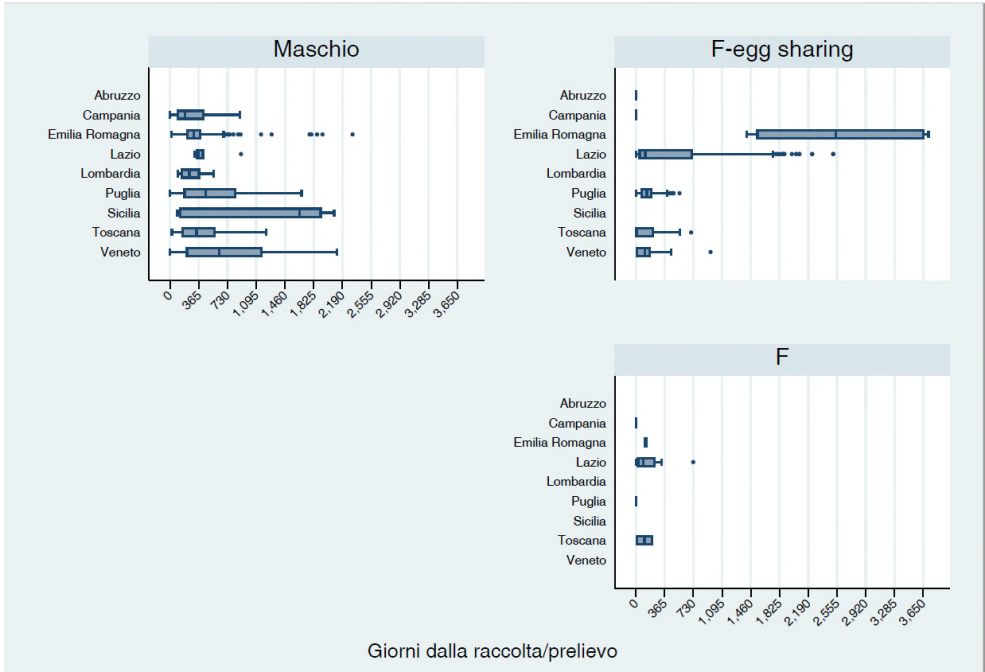 Maschio
Abruzzo
Campania
Emilia Romagna
Lazio
Lombardia
Puglia
Sicilia
Toscana
Veneto
0 365 730 1,095 1,460 1,825 2,190 2,555 2,920 3,285 3,650
F-egg sharing
Abruzzo
Campania
Emilia Romagna
Lazio
Lombardia
Puglia
Sicilia
Toscana
Veneto
F
Abruzzo
Campania
Emilia Romagna
Lazio
Lombardia
Puglia
Sicilia
Toscana
Veneto
0 365 730 1,095 1,460 1,825 2,190 2,555 2,920 3,285 3,650
Giorni dalla raccolta/prelievo